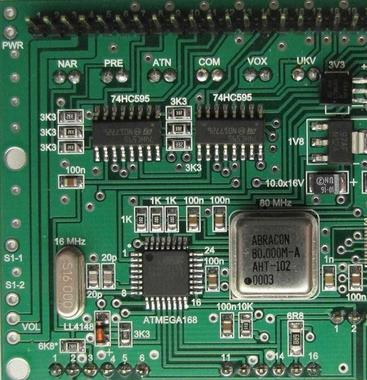 PWR
NAR PRE ATN COM VOX UKV
3V3
74HC595 3K3 74HC595
3K3
3K3
3K3
3K3
1V8
100n
10.0x16V
1K 1K 100n 100n
1K
80 MHz
16 MHz
S1-1
S1-2
24
1
8
16
ABRACON
80.000M-A
AHT-102
0003
100n
1n
100n
20p
20p
ATMEGA168
100n 10K
6R8
VOL
LL4148
3K3
6K8*
1 2 3 4 5 6
11 14 16
1 2